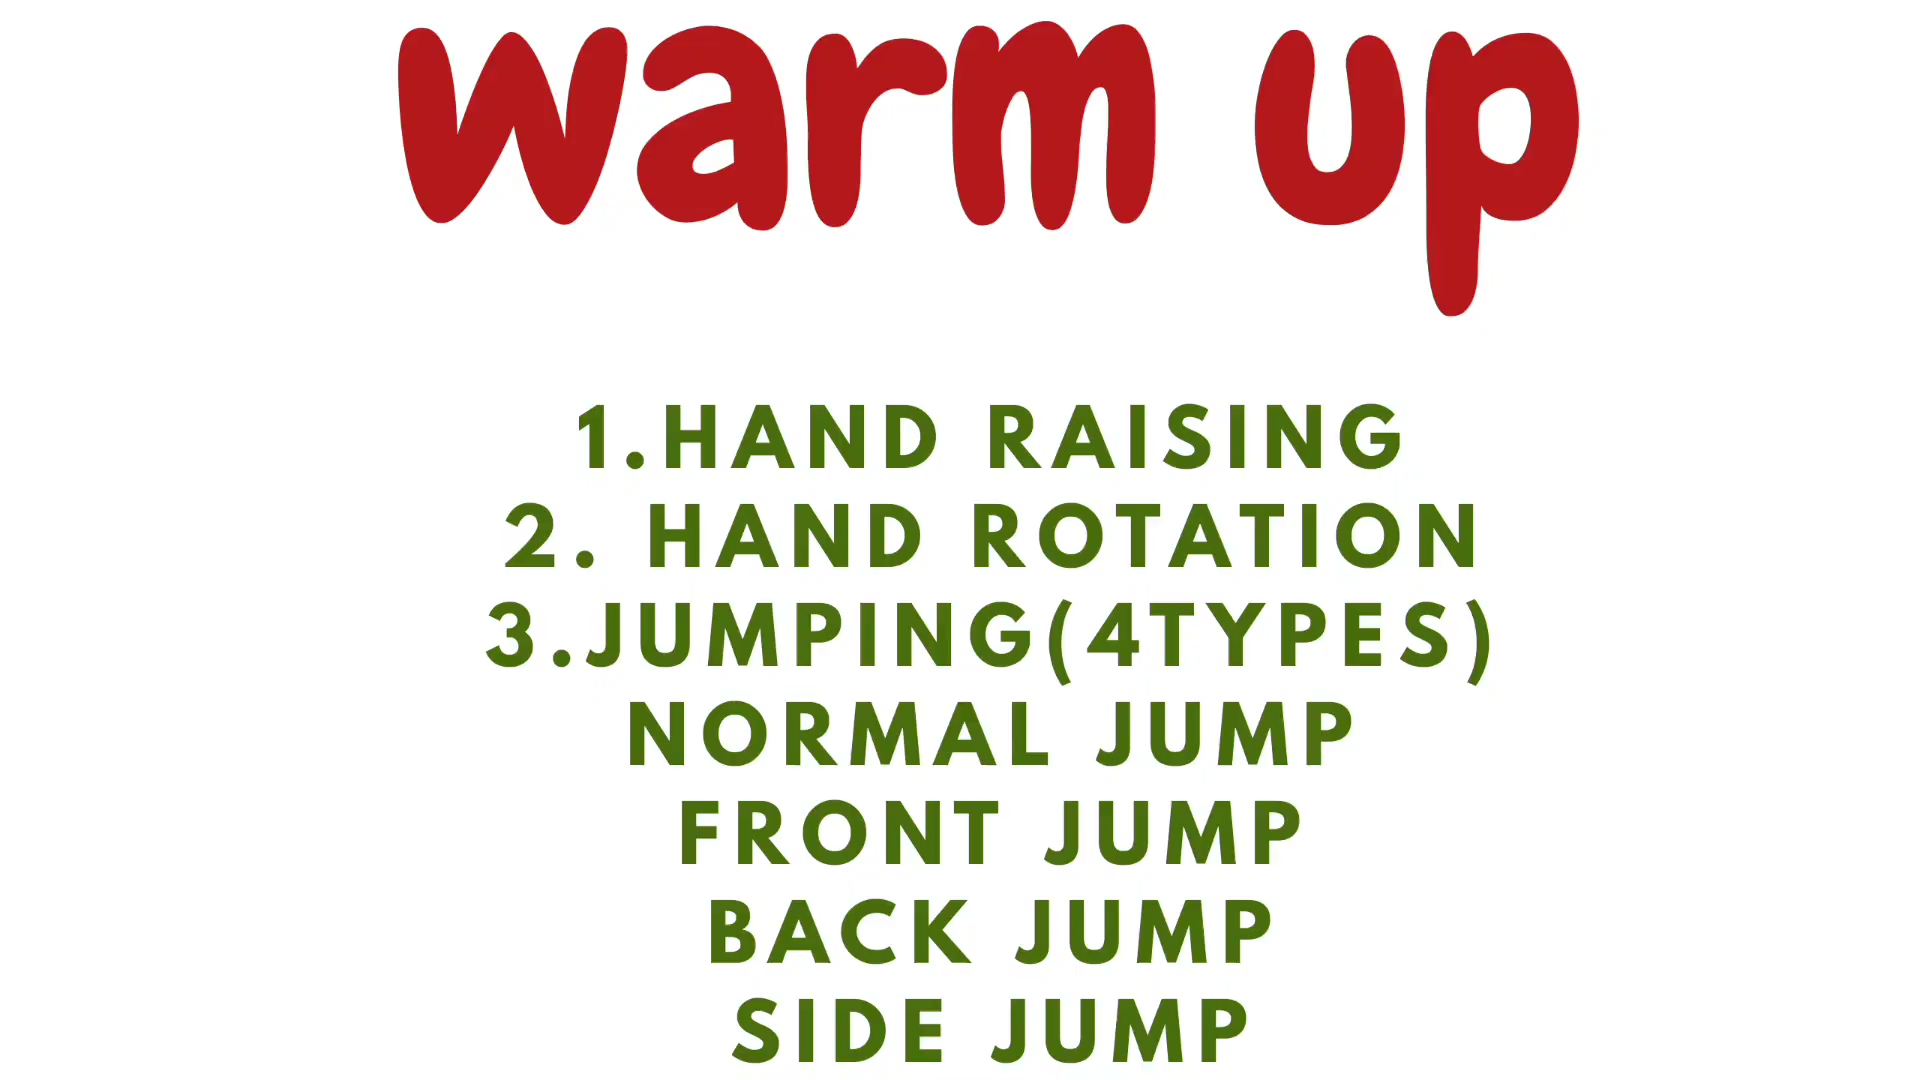 warm up
1.HAND RAISING
2. HAND ROTATION
3.JUMPING(4TYPES)
NORMAL JUMP
FRONT JUMP
BACK JUMP
SIDE JUMP